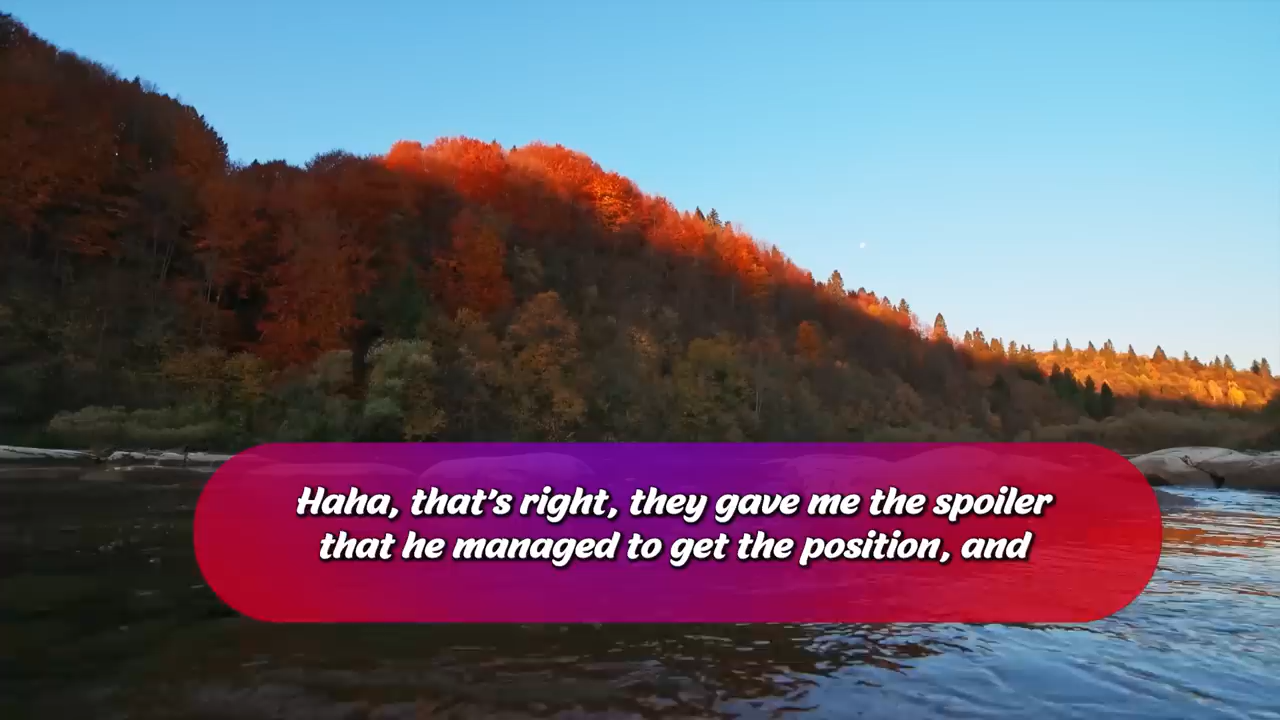 Haha, that's right, they gave me the spoiler
that he managed to get the position, and